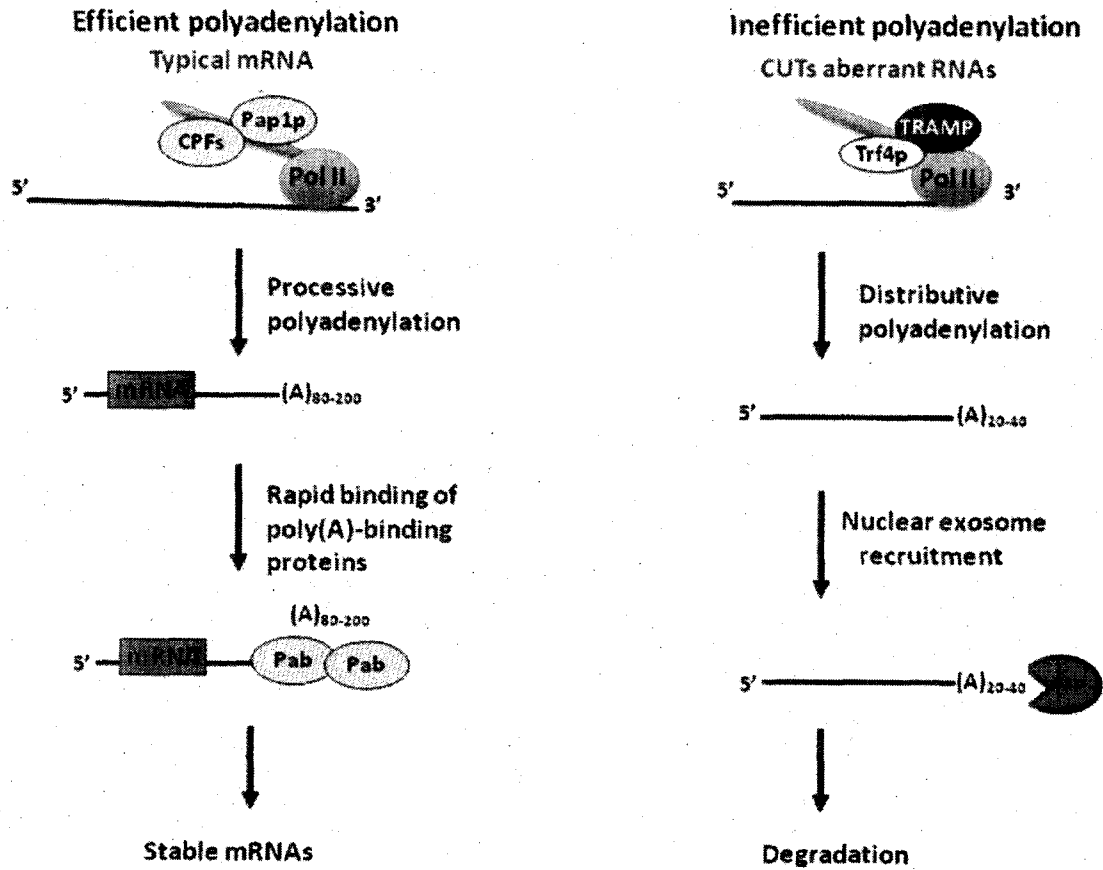 Efficient polyadenylation
Typical mRNA
Pap1p
CPFs
Pol II
5'
3'
Processive
polyadenylation
5'
mRNA
(A)80-200
Rapid binding of
poly(A)-binding
proteins
(A)80-200
5'
mRNA
Pab
Pab
Stable mRNAs
Inefficient polyadenylation
CUTs aberrant RNAs
TRAMP
Trf4p
Pol II
5'
3'
Distributive
polyadenylation
5'
(A)20-40
Nuclear exosome
recruitment
5'
(A)20-40
Degradation